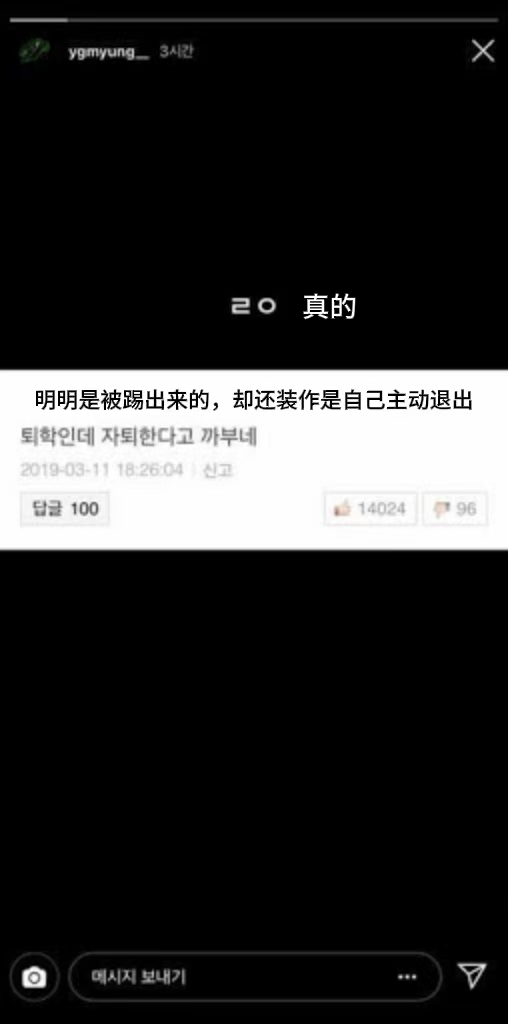 ygmyung__ 3시간
ㄹㅇ 真的
明明是被踢出来的，却还装作是自己主动退出
퇴학인데 자퇴한다고 까부네
2019-03-11 18:26:04 | 신고
답글 100 14024 96
메시지 보내기